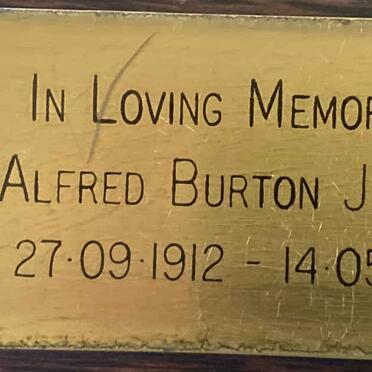 In Loving Memor
Alfred Burton J
27·09·1912 - 14·05